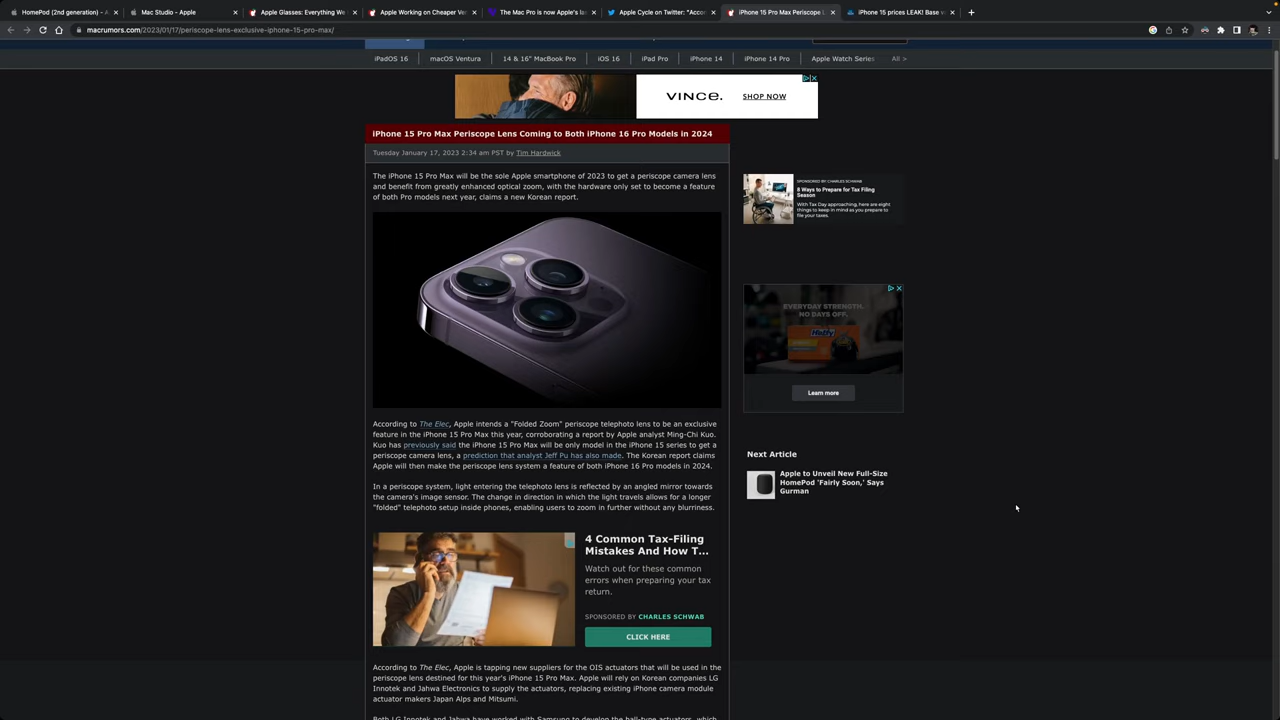 HomePod (2nd generation) - A
Mac Studio - Apple
Apple Glasses: Everything We
Apple Working on Cheaper Ver
The Mac Pro is now Apple's la
Apple Cycle on Twitter: "Acco
iPhone 15 Pro Max Periscope L
iPhone 15 prices LEAK! Base v
macrumors.com/2023/01/17/periscope-lens-exclusive-iphone-15-pro-max/
iPadOS 16
macOS Ventura
14 & 16" MacBook Pro
iOS 16
iPad Pro
iPhone 14
iPhone 14 Pro
Apple Watch Series
All >
VINCE.
SHOP NOW
iPhone 15 Pro Max Periscope Lens Coming to Both iPhone 16 Pro Models in 2024
Tuesday January 17, 2023 2:34 am PST by Tim Hardwick
The iPhone 15 Pro Max will be the sole Apple smartphone of 2023 to get a periscope camera lens
and benefit from greatly enhanced optical zoom, with the hardware only set to become a feature
of both Pro models next year, claims a new Korean report.
According to The Elec, Apple intends a "Folded Zoom" periscope telephoto lens to be an exclusive
feature in the iPhone 15 Pro Max this year, corroborating a report by Apple analyst Ming-Chi Kuo.
Kuo has previously said the iPhone 15 Pro Max will be only model in the iPhone 15 series to get a
periscope camera lens, a prediction that analyst Jeff Pu has also made. The Korean report claims
Apple will then make the periscope lens system a feature of both iPhone 16 Pro models in 2024.
In a periscope system, light entering the telephoto lens is reflected by an angled mirror towards
the camera's image sensor. The change in direction in which the light travels allows for a longer
"folded" telephoto setup inside phones, enabling users to zoom in further without any blurriness.
4 Common Tax-Filing
Mistakes And How T...
Watch out for these common
errors when preparing your tax
return.
SPONSORED BY CHARLES SCHWAB
CLICK HERE
According to The Elec, Apple is tapping new suppliers for the OIS actuators that will be used in the
periscope lens destined for this year's iPhone 15 Pro Max. Apple will rely on Korean companies LG
Innotek and Jahwa Electronics to supply the actuators, replacing existing iPhone camera module
actuator makers Japan Alps and Mitsumi.
Both LG Innotek and Jahwa have worked with Samsung to develop the ball-type actuators, which
SPONSORED BY CHARLES SCHWAB
8 Ways to Prepare for Tax Filing
Season
With Tax Day approaching, here are
eight things to keep in mind as you prepare to
file your taxes.
EVERYDAY STRENGTH.
NO DAYS OFF.
Learn more
Next Article
Apple to Unveil New Full-Size
HomePod 'Fairly Soon,' Says
Gurman